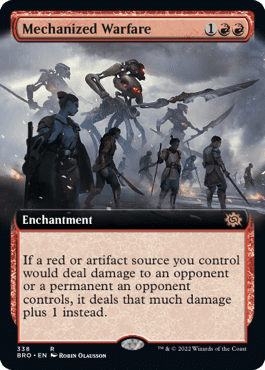 Mechanized Warfare 1
Enchantment
If a red or artifact source you control
would deal damage to an opponent
or a permanent an opponent
controls, it deals that much damage
plus 1 instead.
338 R
BRO • EN Robin Olausson
™ & © 2022 Wizards of the Coast